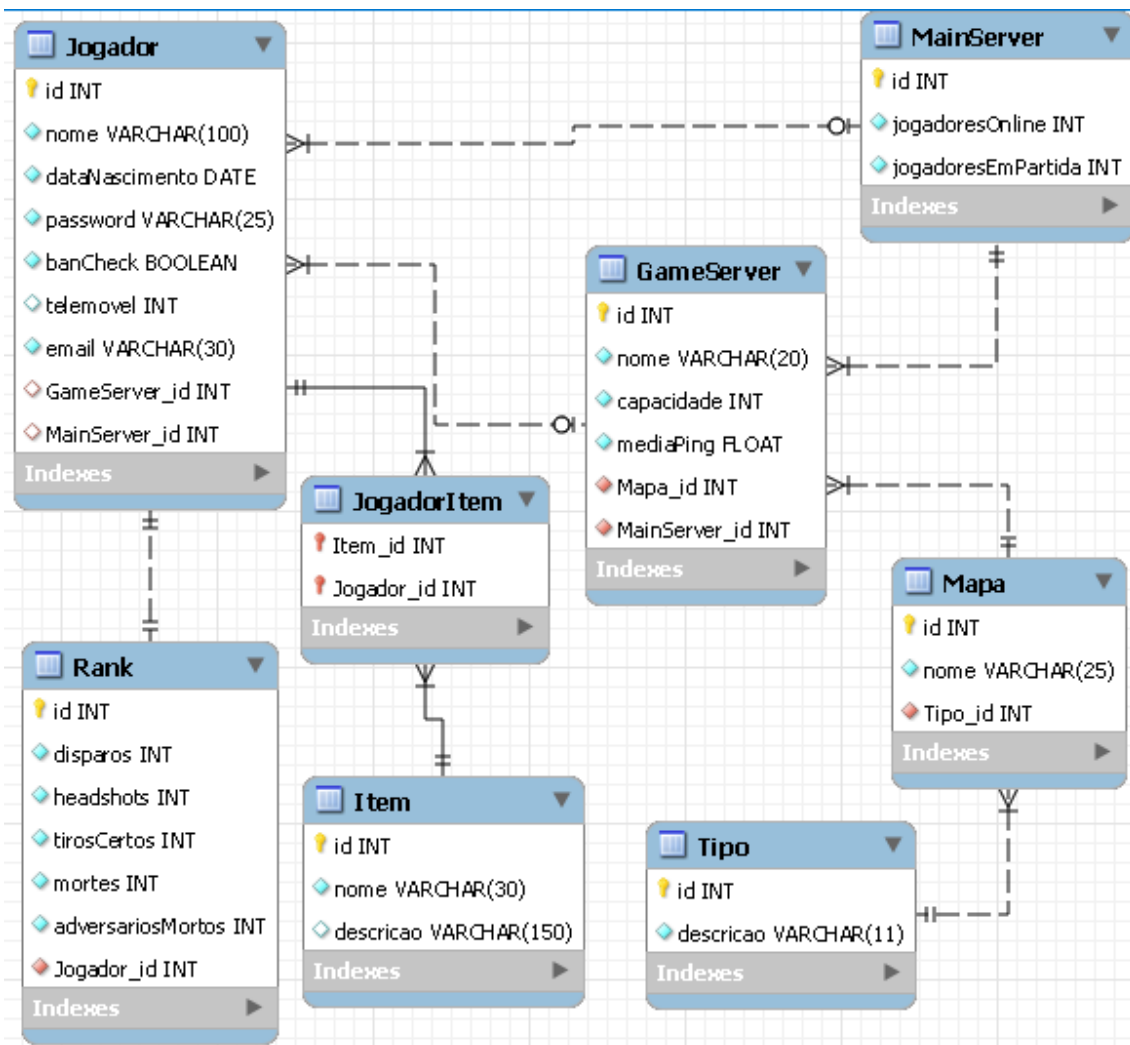 Jogador
id INT
nome VARCHAR(100)
dataNascimento DATE
password VARCHAR(25)
banCheck BOOLEAN
telemovel INT
email VARCHAR(30)
GameServer_id INT
MainServer_id INT
Indexes
MainServer
id INT
jogadoresOnline INT
jogadoresEmPartida INT
Indexes
GameServer
id INT
nome VARCHAR(20)
capacidade INT
mediaPing FLOAT
Mapa_id INT
MainServer_id INT
Indexes
JogadorItem
Item_id INT
Jogador_id INT
Indexes
Mapa
id INT
nome VARCHAR(25)
Tipo_id INT
Indexes
Rank
id INT
disparos INT
headshots INT
tirosCertos INT
mortes INT
adversariosMortos INT
Jogador_id INT
Indexes
Item
id INT
nome VARCHAR(30)
descricao VARCHAR(150)
Indexes
Tipo
id INT
descricao VARCHAR(11)
Indexes